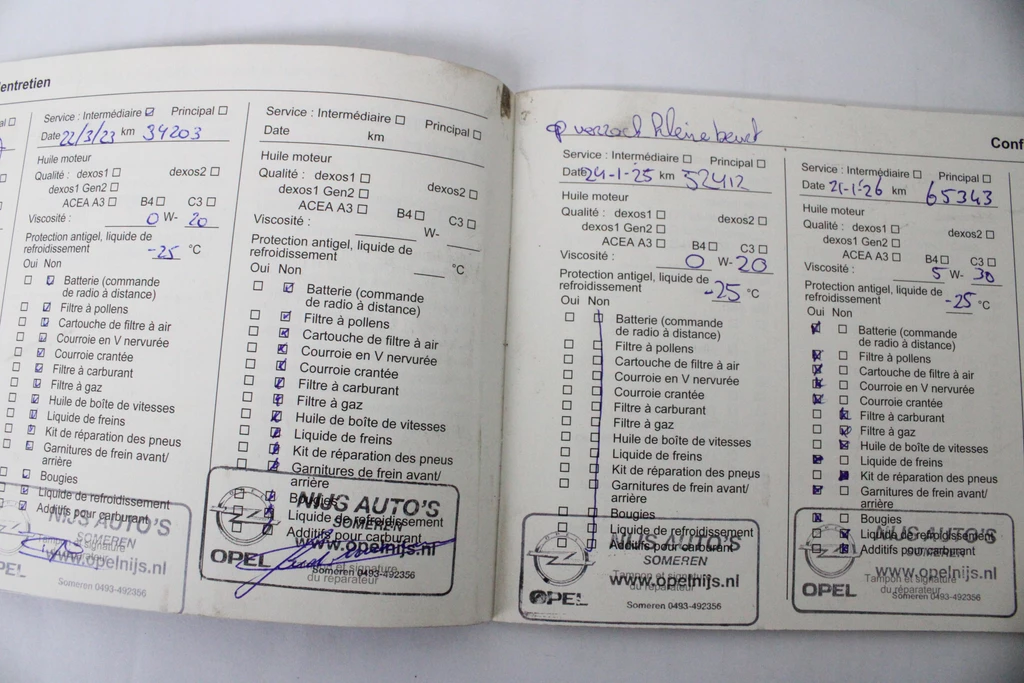 entretien
Service : Intermédiaire ☑ Principal ☐
Date 22/3/23 km 34203
Huile moteur
Qualité : dexos1 ☐ dexos2 ☐
dexos1 Gen2 ☐
ACEA A3 ☐ B4 ☐ C3 ☐
Viscosité : 0 W- 20
Protection antigel, liquide de
refroidissement -25 °C
Oui Non
Batterie (commande
de radio à distance)
Filtre à pollens
Cartouche de filtre à air
Courroie en V nervurée
Courroie crantée
Filtre à carburant
Filtre à gaz
Huile de boîte de vitesses
Liquide de freins
Kit de réparation des pneus
Garnitures de frein avant/
arrière
Bougies
Liquide de refroidissement
Additifs pour carburant
NIJS AUTO'S
SOMEREN
www.opelnijs.nl
Someren 0493-492356
Service : Intermédiaire ☐ Principal ☐
Date km
Huile moteur
Qualité : dexos1 ☐ dexos2 ☐
dexos1 Gen2 ☐
ACEA A3 ☐ B4 ☐ C3 ☐
Viscosité : W-
Protection antigel, liquide de
refroidissement °C
Oui Non
Batterie (commande
de radio à distance)
Filtre à pollens
Cartouche de filtre à air
Courroie en V nervurée
Courroie crantée
Filtre à carburant
Filtre à gaz
Huile de boîte de vitesses
Liquide de freins
Kit de réparation des pneus
Garnitures de frein avant/
arrière
Bougies
Liquide de refroidissement
Additifs pour carburant
NIJS AUTO'S
SOMEREN
www.opelnijs.nl
OPEL
du réparateur
Someren 0493-492356
op verzoek kleine beurt
Service : Intermédiaire ☐ Principal ☐
Date 24-1-25 km 52412
Huile moteur
Qualité : dexos1 ☐ dexos2 ☐
dexos1 Gen2 ☐
ACEA A3 ☐ B4 ☐ C3 ☐
Viscosité : 0 W- 20
Protection antigel, liquide de
refroidissement -25 °C
Oui Non
Batterie (commande
de radio à distance)
Filtre à pollens
Cartouche de filtre à air
Courroie en V nervurée
Courroie crantée
Filtre à carburant
Filtre à gaz
Huile de boîte de vitesses
Liquide de freins
Kit de réparation des pneus
Garnitures de frein avant/
arrière
Bougies
Liquide de refroidissement
Additifs pour carburant
NIJS AUTO'S
SOMEREN
Tampon et signature
www.opelnijs.nl
du réparateur
OPEL
Someren 0493-492356
Conf
Service : Intermédiaire ☐ Principal ☐
Date 21-1-26 km 65343
Huile moteur
Qualité : dexos1 ☐ dexos2 ☐
dexos1 Gen2 ☐
ACEA A3 ☐ B4 ☐ C3 ☐
Viscosité : 5 W- 30
Protection antigel, liquide de
refroidissement -25 °C
Oui Non
Batterie (commande
de radio à distance)
Filtre à pollens
Cartouche de filtre à air
Courroie en V nervurée
Courroie crantée
Filtre à carburant
Filtre à gaz
Huile de boîte de vitesses
Liquide de freins
Kit de réparation des pneus
Garnitures de frein avant/
arrière
Bougies
Liquide de refroidissement
Additifs pour carburant
NIJS AUTO'S
SOMEREN
www.opelnijs.nl
Tampon et signature
du réparateur
OPEL
Someren 0493-492356